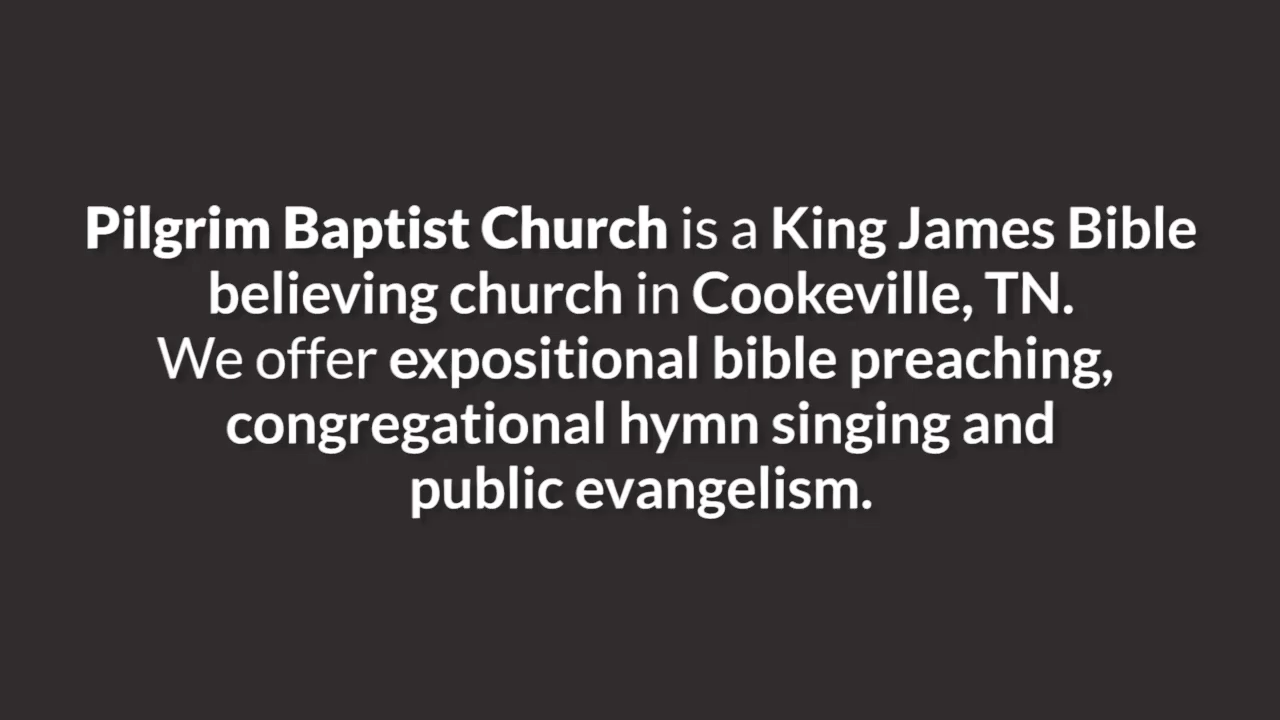 Pilgrim Baptist Church is a King James Bible
believing church in Cookeville, TN.
We offer expositional bible preaching,
congregational hymn singing and
public evangelism.